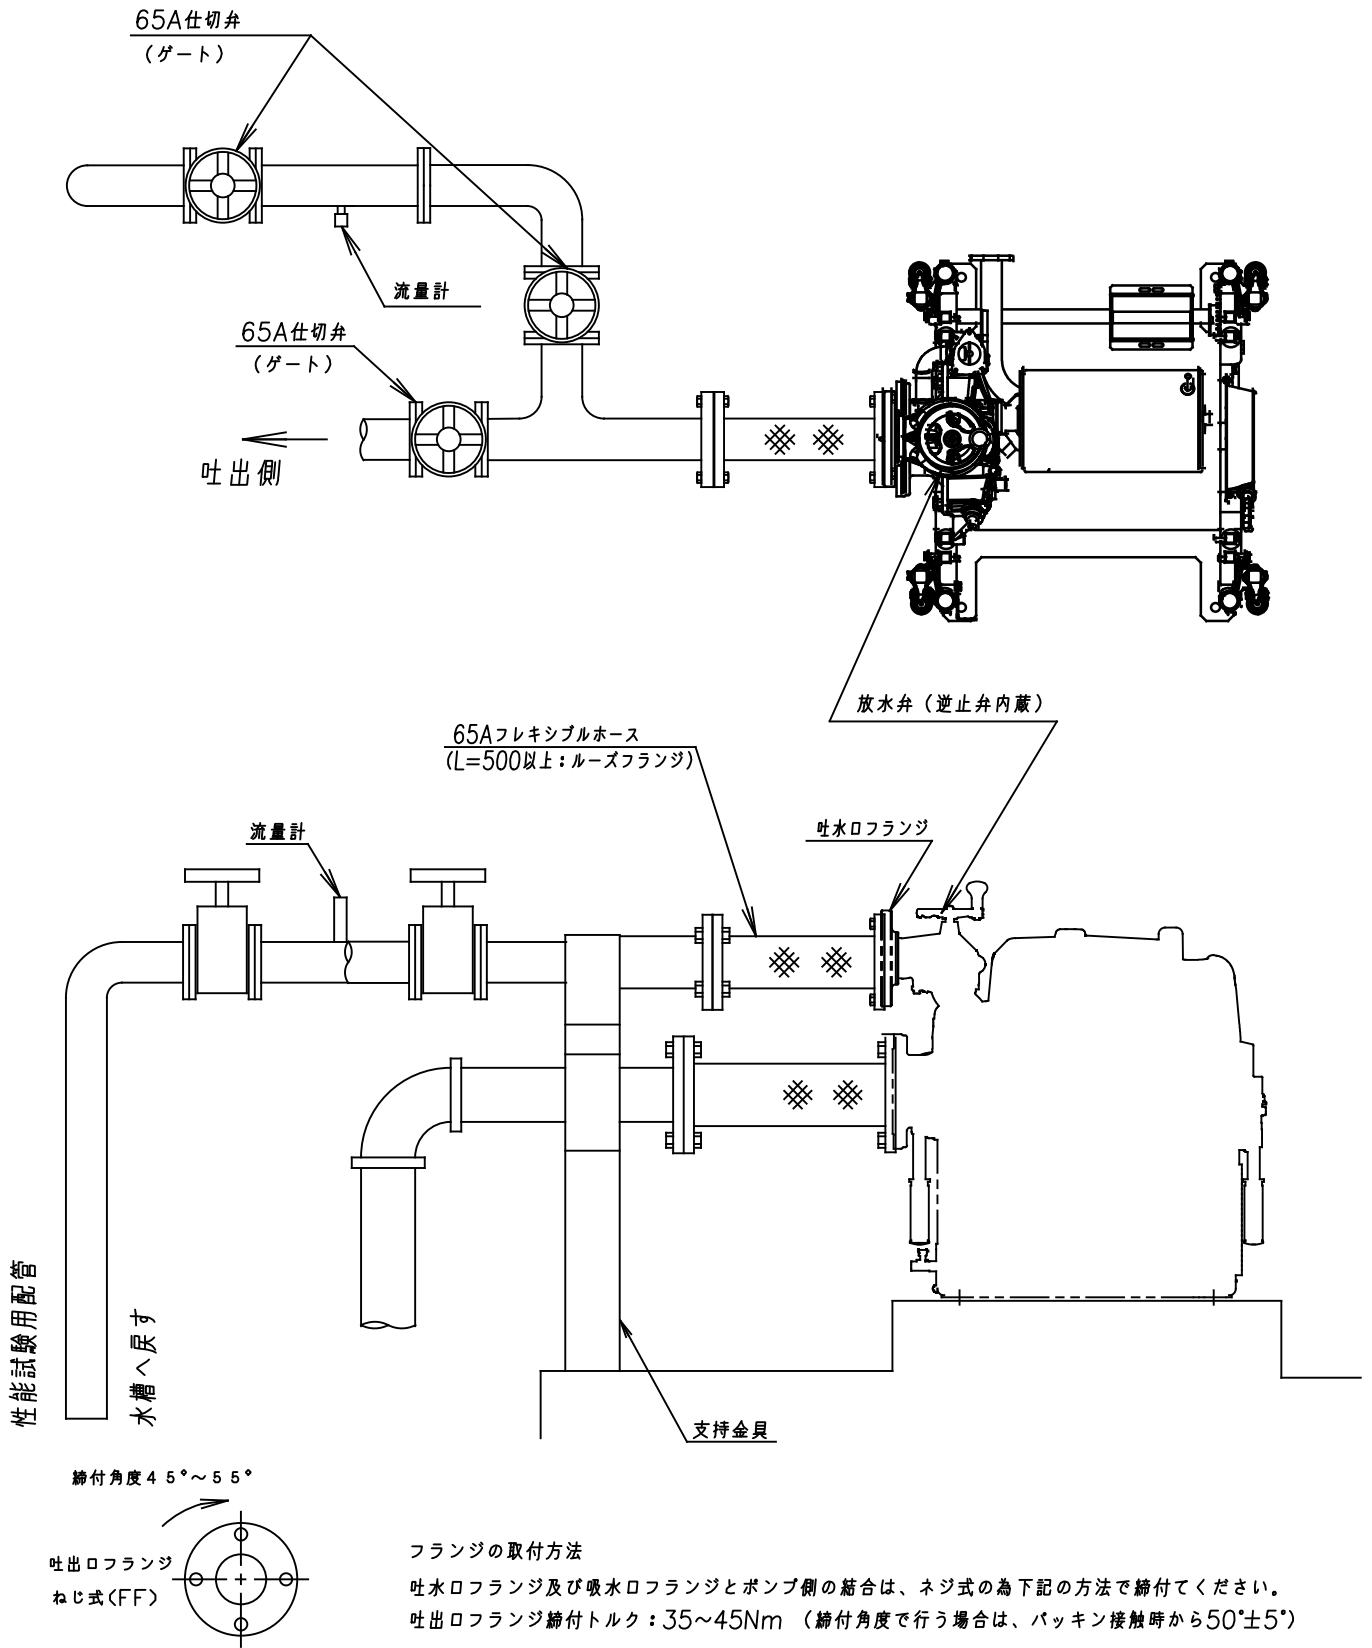 65A仕切弁
(ゲート)
流量計
65A仕切弁
(ゲート)
吐出側
放水弁(逆止弁内蔵)
65Aフレキシブルホース
(L=500以上:ルーズフランジ)
流量計
吐水口フランジ
性能試験用配管
水槽へ戻す
支持金具
締付角度45°~55°
吐出口フランジ
ねじ式(FF)
フランジの取付方法
吐水口フランジ及び吸水口フランジとポンプ側の結合は、ネジ式の為下記の方法で締付てください。
吐出口フランジ締付トルク:35~45Nm (締付角度で行う場合は、パッキン接触時から50°±5°)